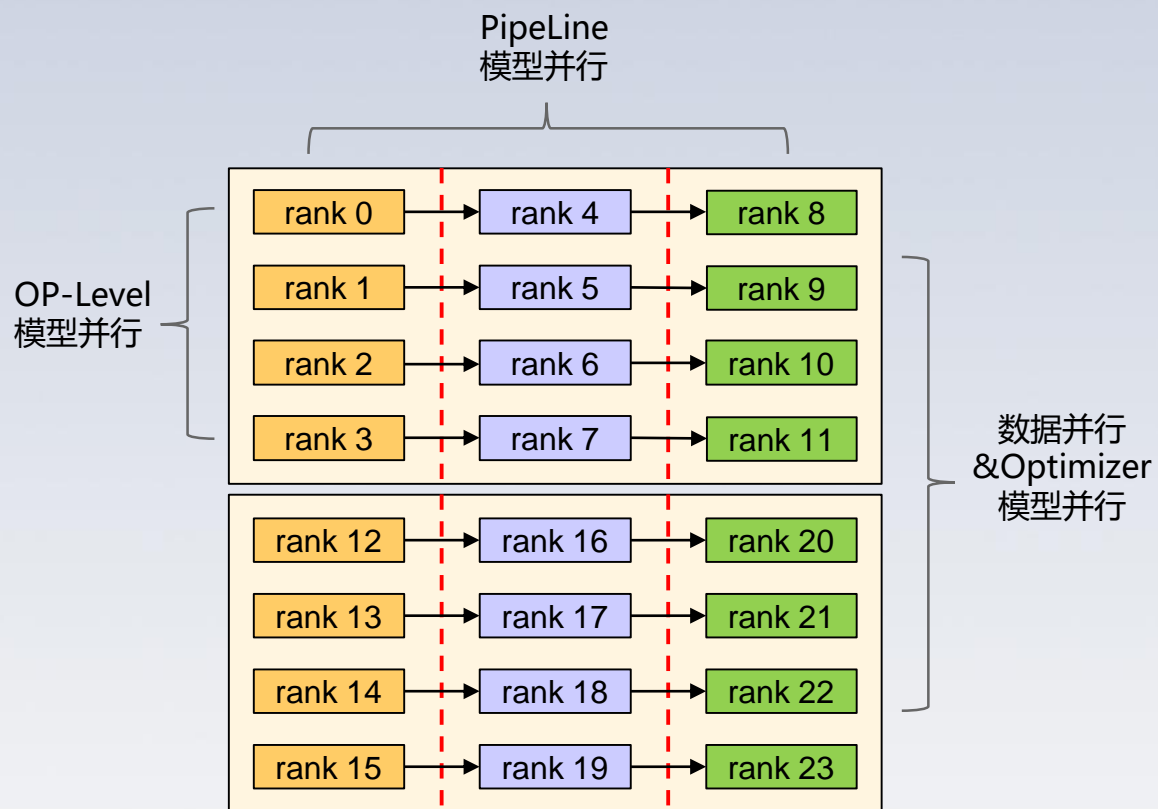 PipeLine
模型并行
OP-Level
模型并行
rank 0
rank 4
rank 8
rank 1
rank 5
rank 9
rank 2
rank 6
rank 10
rank 3
rank 7
rank 11
数据并行
&Optimizer
模型并行
rank 12
rank 16
rank 20
rank 13
rank 17
rank 21
rank 14
rank 18
rank 22
rank 15
rank 19
rank 23